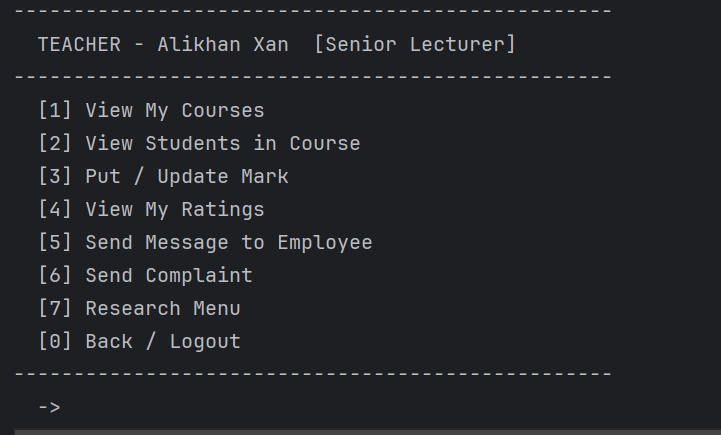 --------------------------------------------------
TEACHER - Alikhan Xan  [Senior Lecturer]
--------------------------------------------------
[1] View My Courses
[2] View Students in Course
[3] Put / Update Mark
[4] View My Ratings
[5] Send Message to Employee
[6] Send Complaint
[7] Research Menu
[0] Back / Logout
--------------------------------------------------
->